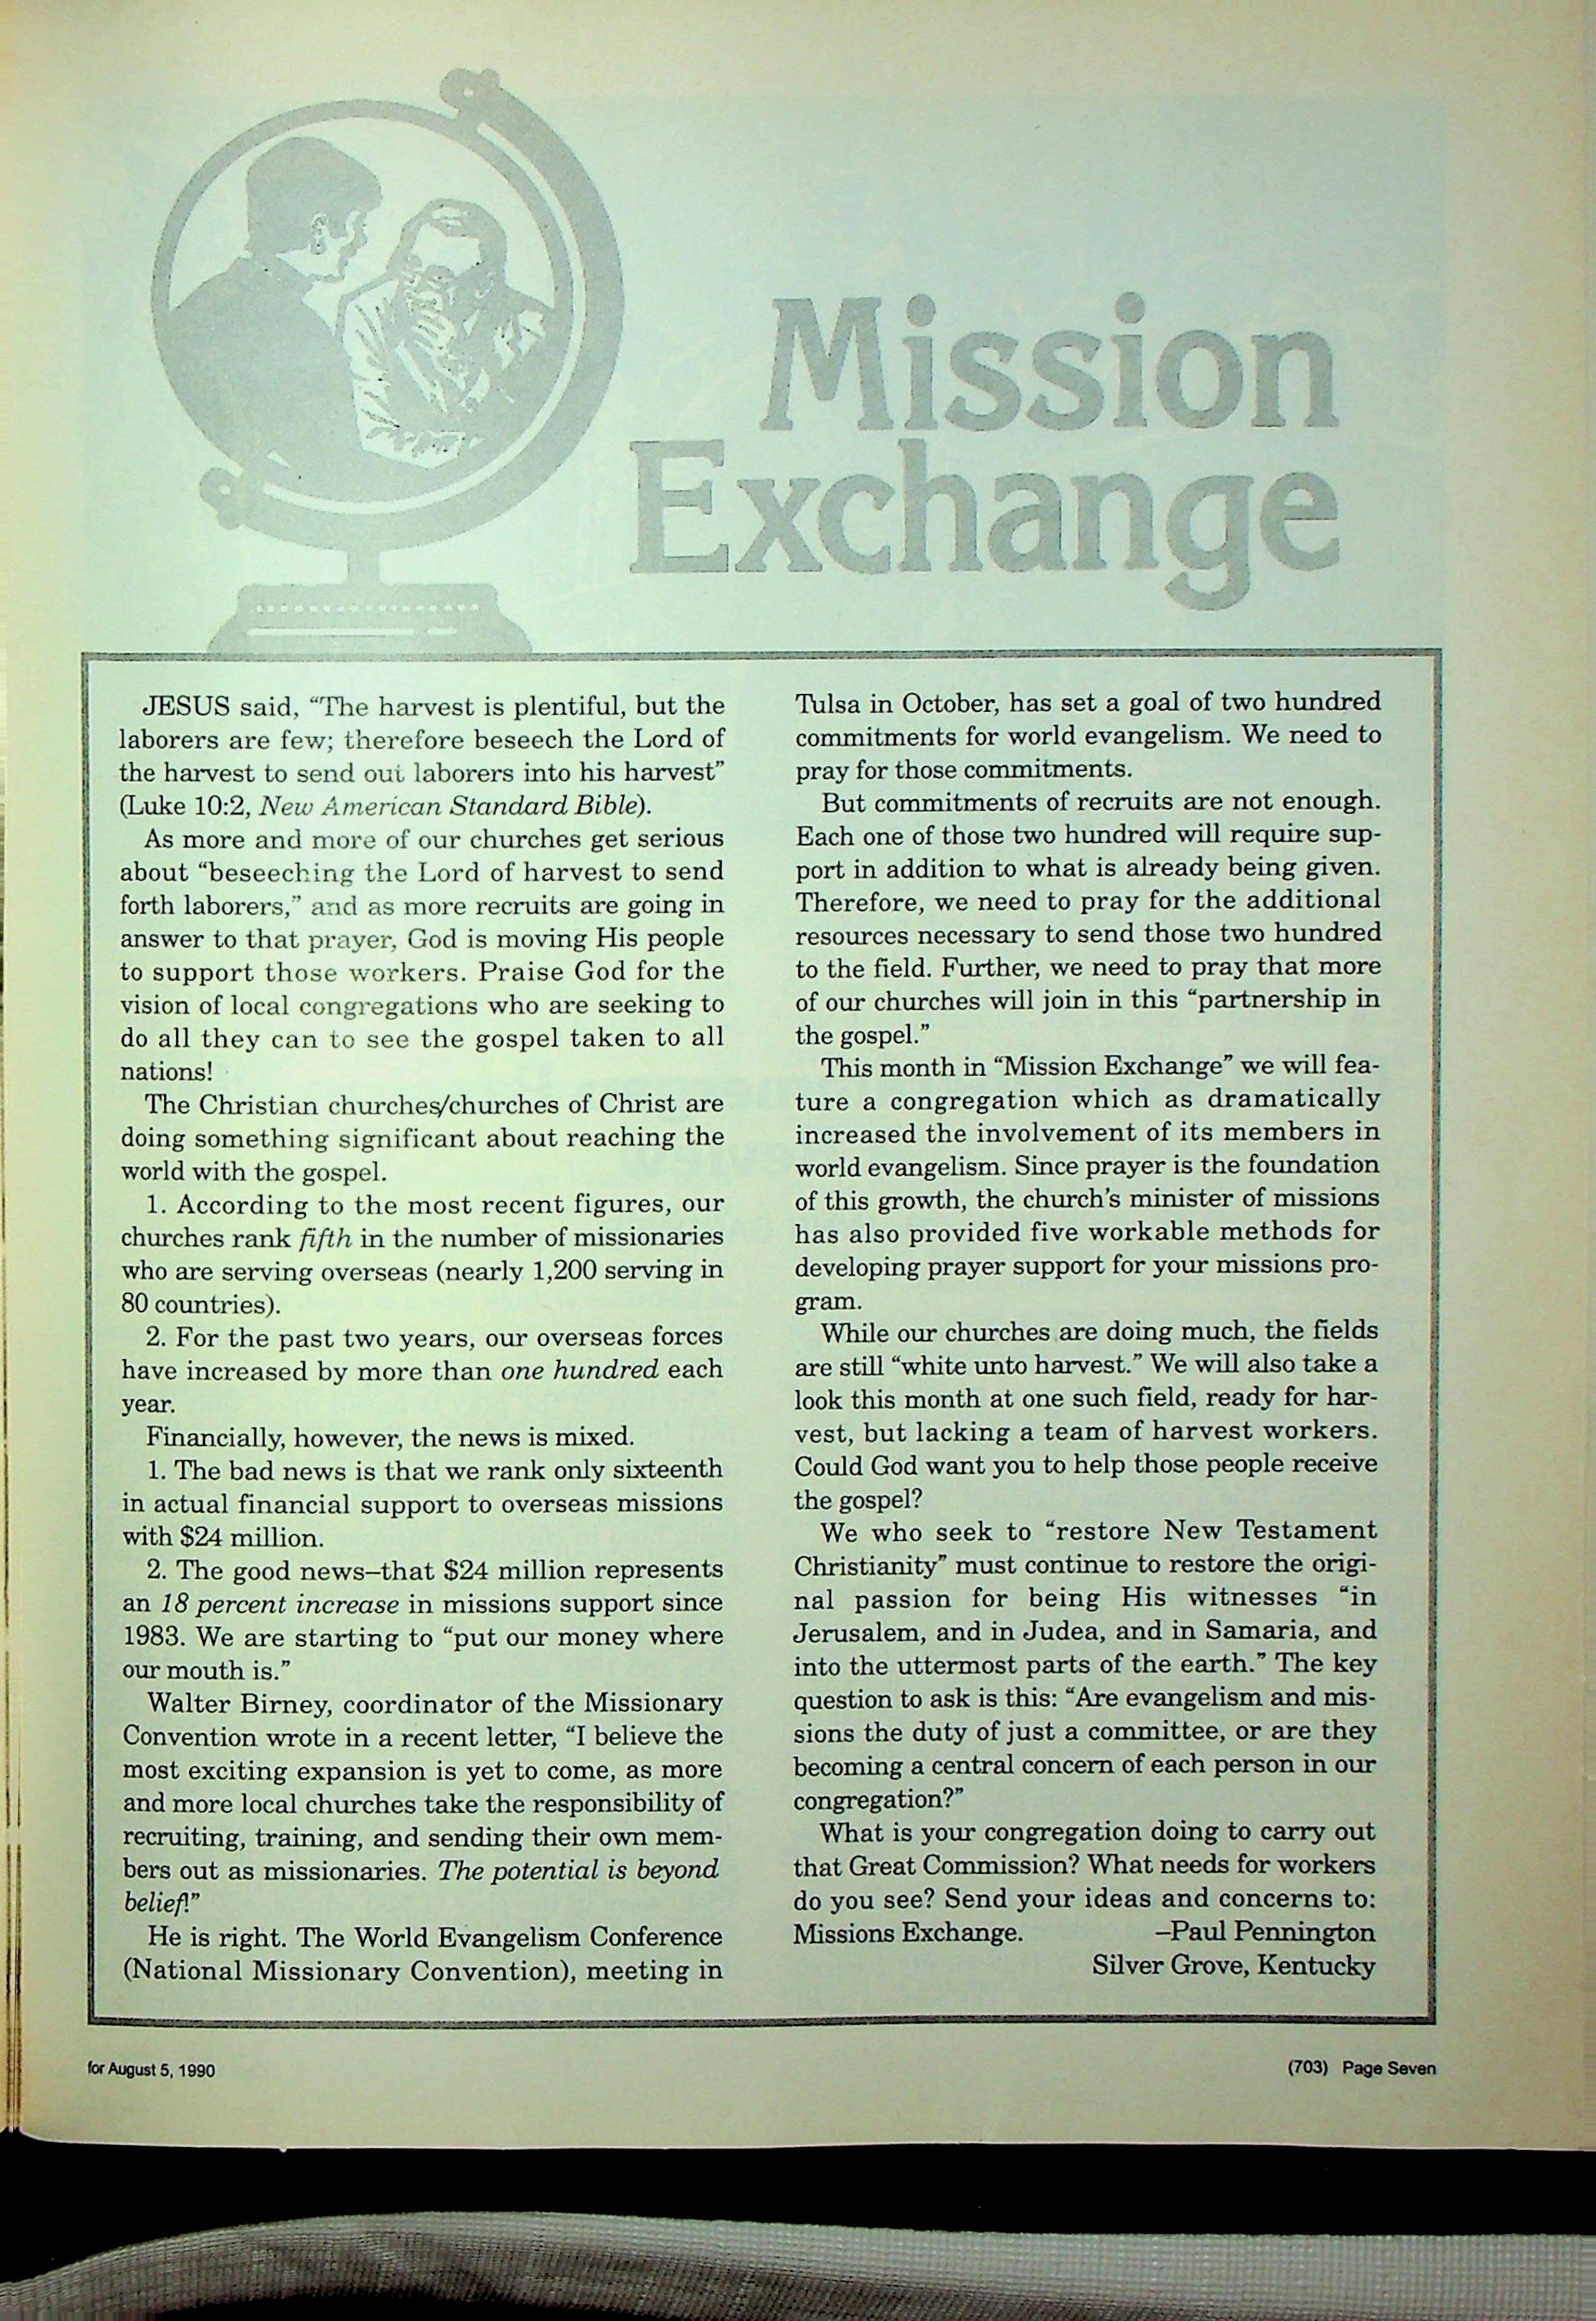 Mission
Exchange
JESUS said, “The harvest is plentiful, but the
laborers are few; therefore beseech the Lord of
the harvest to send out laborers into his harvest”
(Luke 10:2, New American Standard Bible).
As more and more of our churches get serious
about “beseeching the Lord of harvest to send
forth laborers,” and as more recruits are going in
answer to that prayer, God is moving His people
to support those workers. Praise God for the
vision of local congregations who are seeking to
do all they can to see the gospel taken to all
nations!
The Christian churches/churches of Christ are
doing something significant about reaching the
world with the gospel.
1. According to the most recent figures, our
churches rank fifth in the number of missionaries
who are serving overseas (nearly 1,200 serving in
80 countries).
2. For the past two years, our overseas forces
have increased by more than one hundred each
year.
Financially, however, the news is mixed.
1. The bad news is that we rank only sixteenth
in actual financial support to overseas missions
with $24 million.
2. The good news–that $24 million represents
an 18 percent increase in missions support since
1983. We are starting to “put our money where
our mouth is.”
Walter Birney, coordinator of the Missionary
Convention wrote in a recent letter, “I believe the
most exciting expansion is yet to come, as more
and more local churches take the responsibility of
recruiting, training, and sending their own mem-
bers out as missionaries. The potential is beyond
belief!”
He is right. The World Evangelism Conference
(National Missionary Convention), meeting in
Tulsa in October, has set a goal of two hundred
commitments for world evangelism. We need to
pray for those commitments.
But commitments of recruits are not enough.
Each one of those two hundred will require sup-
port in addition to what is already being given.
Therefore, we need to pray for the additional
resources necessary to send those two hundred
to the field. Further, we need to pray that more
of our churches will join in this “partnership in
the gospel.”
This month in “Mission Exchange” we will fea-
ture a congregation which as dramatically
increased the involvement of its members in
world evangelism. Since prayer is the foundation
of this growth, the church’s minister of missions
has also provided five workable methods for
developing prayer support for your missions pro-
gram.
While our churches are doing much, the fields
are still “white unto harvest.” We will also take a
look this month at one such field, ready for har-
vest, but lacking a team of harvest workers.
Could God want you to help those people receive
the gospel?
We who seek to “restore New Testament
Christianity” must continue to restore the origi-
nal passion for being His witnesses “in
Jerusalem, and in Judea, and in Samaria, and
into the uttermost parts of the earth.” The key
question to ask is this: “Are evangelism and mis-
sions the duty of just a committee, or are they
becoming a central concern of each person in our
congregation?”
What is your congregation doing to carry out
that Great Commission? What needs for workers
do you see? Send your ideas and concerns to:
Missions Exchange. –Paul Pennington
Silver Grove, Kentucky
for August 5, 1990
(703) Page Seven